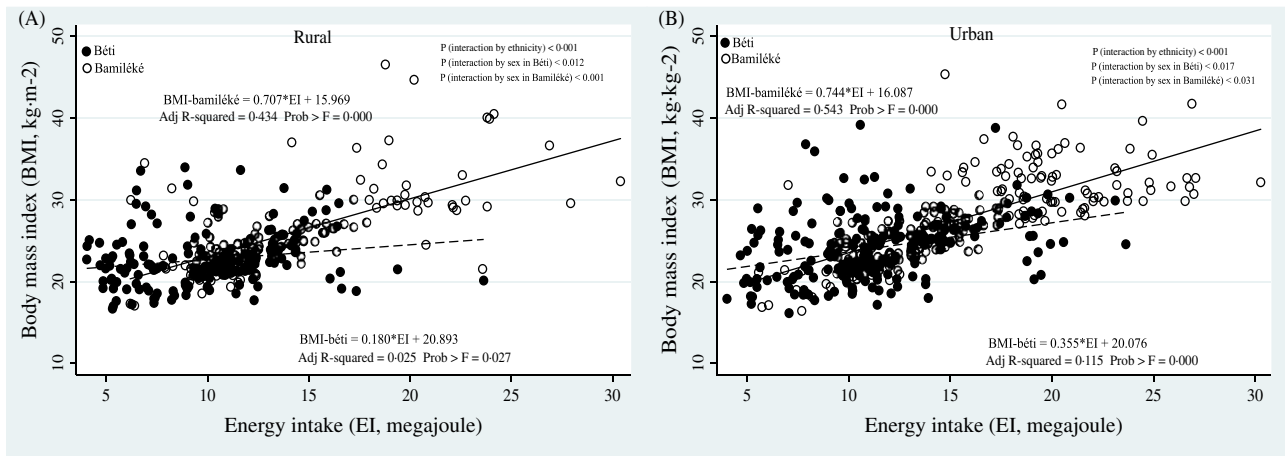 (A)
Rural
Béti
Bamiléké
P (interaction by ethnicity) < 0·001
P (interaction by sex in Béti) < 0.012
P (interaction by sex in Bamiléké) < 0.001
BMI-bamiléké = 0.707*EI + 15.969
Adj R-squared = 0·434 Prob > F = 0·000
BMI-béti = 0.180*EI + 20.893
Adj R-squared = 0·025 Prob > F = 0·027
Body mass index (BMI, kg·m-2)
50
40
30
20
10
5 10 15 20 25 30
Energy intake (EI, megajoule)
(B)
Urban
Béti
Bamiléké
P (interaction by ethnicity) < 0·001
P (interaction by sex in Béti) < 0.017
P (interaction by sex in Bamiléké) < 0.031
BMI-bamiléké = 0.744*EI + 16.087
Adj R-squared = 0·543 Prob > F = 0·000
BMI-béti = 0.355*EI + 20.076
Adj R-squared = 0·115 Prob > F = 0·000
Body mass index (BMI, kg·kg-2)
50
40
30
20
10
5 10 15 20 25 30
Energy intake (EI, megajoule)